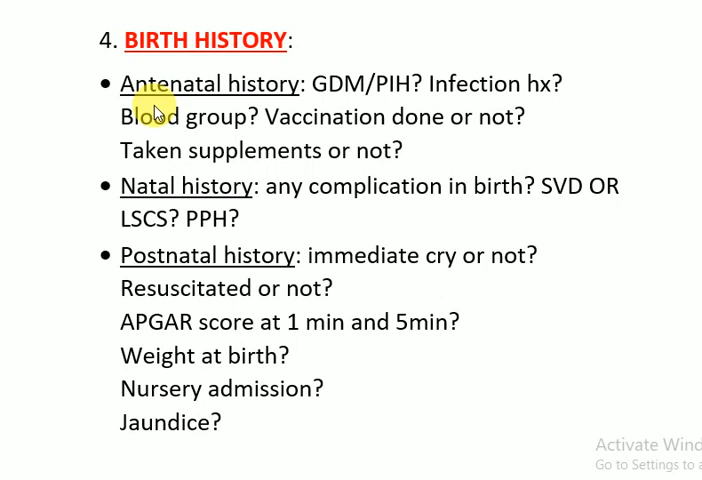 4. BIRTH HISTORY:
• Antenatal history: GDM/PIH? Infection hx?
Blood group? Vaccination done or not?
Taken supplements or not?
• Natal history: any complication in birth? SVD OR
LSCS? PPH?
• Postnatal history: immediate cry or not?
Resuscitated or not?
APGAR score at 1 min and 5min?
Weight at birth?
Nursery admission?
Jaundice?
Activate Wind
Go to Settings to a